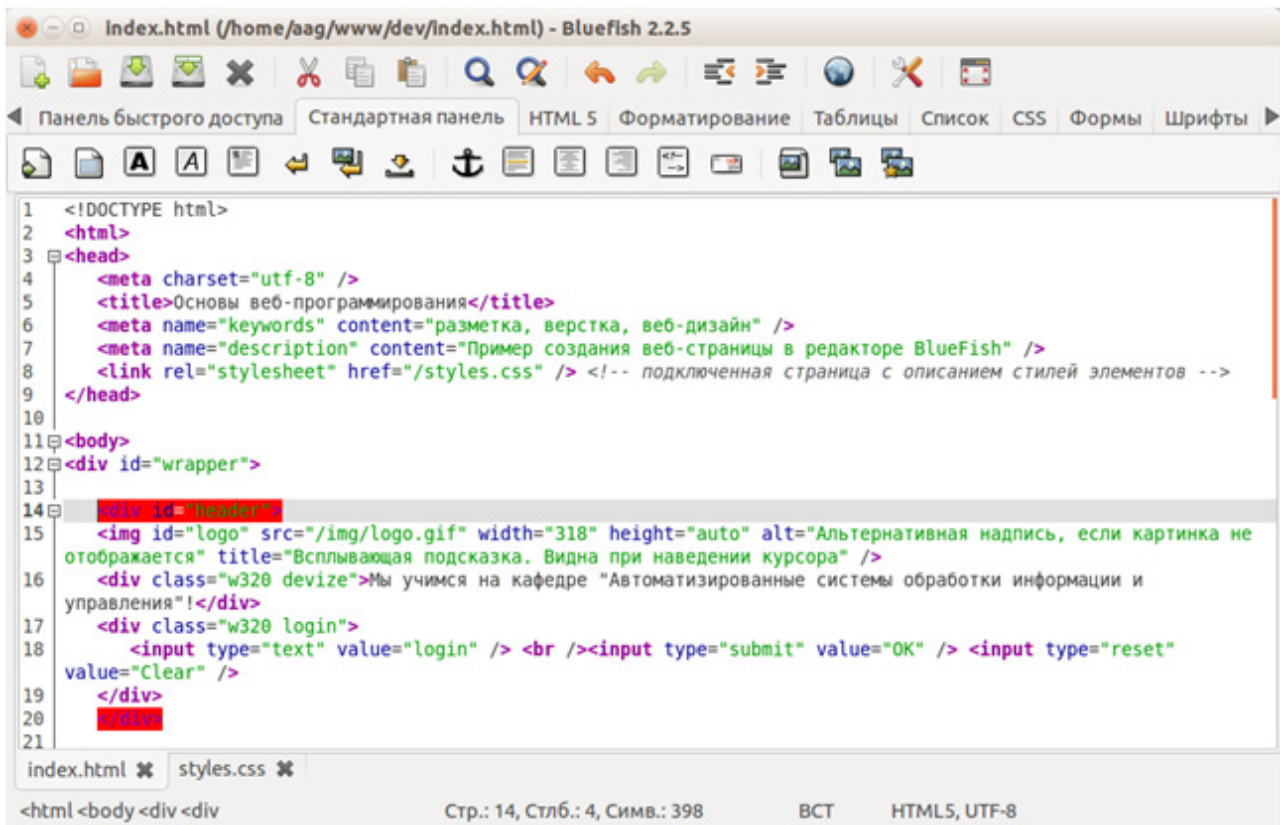 index.html (/home/aag/www/dev/index.html) - Bluefish 2.2.5
Панель быстрого доступа Стандартная панель HTML 5 Форматирование Таблицы Список CSS Формы Шрифты
1 <!DOCTYPE html>
2 <html>
3 <head>
4 <meta charset="utf-8" />
5 <title>Основы веб-программирования</title>
6 <meta name="keywords" content="разметка, верстка, веб-дизайн" />
7 <meta name="description" content="Пример создания веб-страницы в редакторе BlueFish" />
8 <link rel="stylesheet" href="/styles.css" /> <!-- подключенная страница с описанием стилей элементов -->
9 </head>
10
11 <body>
12 <div id="wrapper">
13
14 <div id="header">
15 <img id="logo" src="/img/logo.gif" width="318" height="auto" alt="Альтернативная надпись, если картинка не
отображается" title="Всплывающая подсказка. Видна при наведении курсора" />
16 <div class="w320 devize">Мы учимся на кафедре "Автоматизированные системы обработки информации и
управления"!</div>
17 <div class="w320 login">
18 <input type="text" value="login" /> <br /><input type="submit" value="OK" /> <input type="reset"
value="Clear" />
19 </div>
20 </div>
21
index.html styles.css
<html <body <div <div Стр.: 14, Стлб.: 4, Симв.: 398 ВСТ HTML5, UTF-8